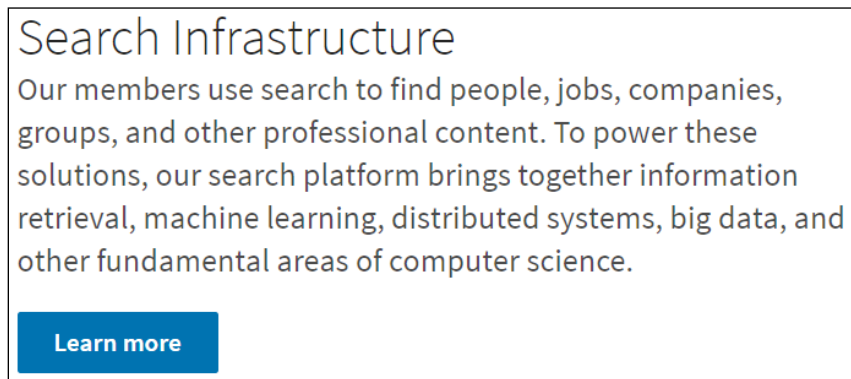 Search Infrastructure
Our members use search to find people, jobs, companies,
groups, and other professional content. To power these
solutions, our search platform brings together information
retrieval, machine learning, distributed systems, big data, and
other fundamental areas of computer science.
Learn more